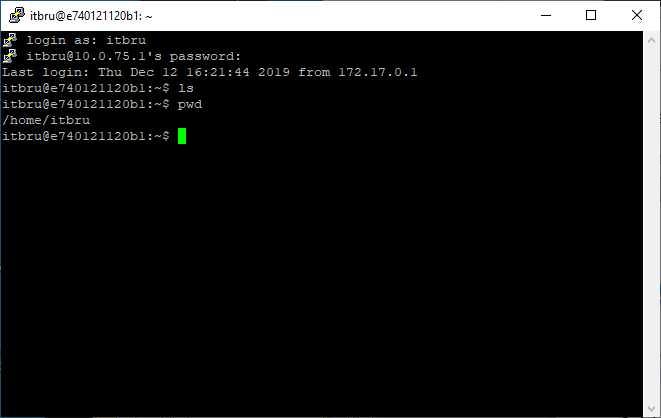 itbru@e740121120b1: ~
login as: itbru
itbru@10.0.75.1's password:
Last login: Thu Dec 12 16:21:44 2019 from 172.17.0.1
itbru@e740121120b1:~$ ls
itbru@e740121120b1:~$ pwd
/home/itbru
itbru@e740121120b1:~$